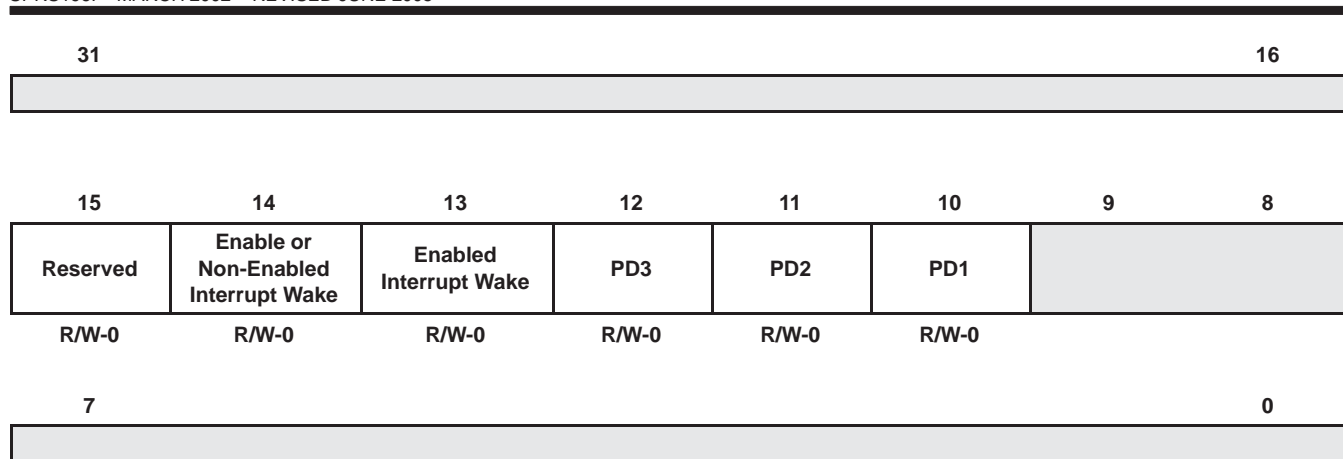 31 16
15 14 13 12 11 10 9 8
Reserved
Enable or
Non-Enabled
Interrupt Wake
Enabled
Interrupt Wake
PD3 PD2 PD1
R/W-0 R/W-0 R/W-0 R/W-0 R/W-0 R/W-0
7 0